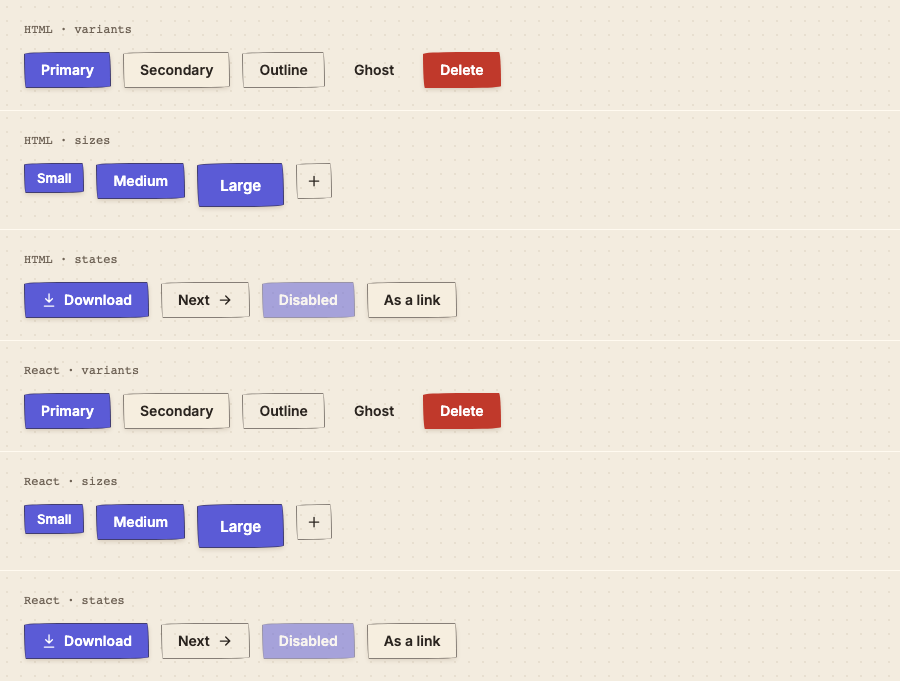 HTML · variants
Primary Secondary Outline Ghost Delete
HTML · sizes
Small Medium Large +
HTML · states
Download Next → Disabled As a link
React · variants
Primary Secondary Outline Ghost Delete
React · sizes
Small Medium Large +
React · states
Download Next → Disabled As a link